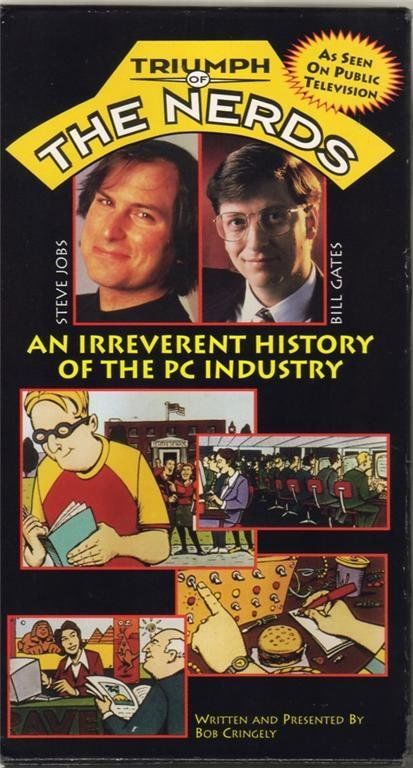 TRIUMPH
OF
THE NERDS
AS SEEN
ON PUBLIC
TELEVISION
STEVE JOBS
BILL GATES
AN IRREVERENT HISTORY
OF THE PC INDUSTRY
WRITTEN AND PRESENTED BY
BOB CRINGELY